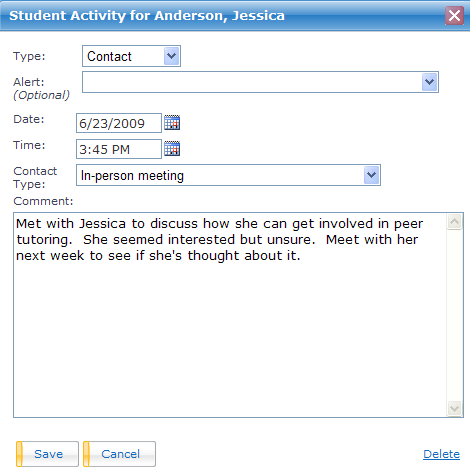 Student Activity for Anderson, Jessica
Type: Contact
Alert:
(Optional)
Date: 6/23/2009
Time: 3:45 PM
Contact
Type: In-person meeting
Comment:
Met with Jessica to discuss how she can get involved in peer
tutoring.  She seemed interested but unsure.  Meet with her
next week to see if she's thought about it.
Save Cancel Delete